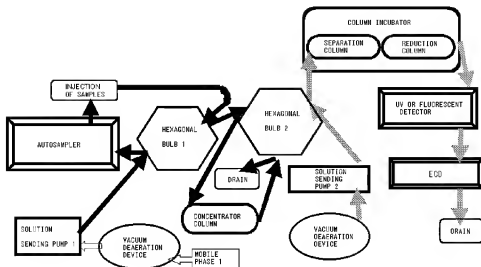 COLUMN INCUBATOR
SEPARATION
COLUMN
REDUCTION
COLUMN
INJECTION
OF SAMPLES
HEXAGONAL
BULB 1
HEXAGONAL
BULB 2
UV OR FLUORESCENT
DETECTOR
AUTOSAMPLER
DRAIN
SOLUTION
SENDING
PUMP 2
ECD
CONCENTRATOR
COLUMN
SOLUTION
SENDING PUMP 1
VACUUM
DEAERATION
DEVICE
MOBILE
PHASE 1
VACUUM
DEAERATION
DEVICE
DRAIN